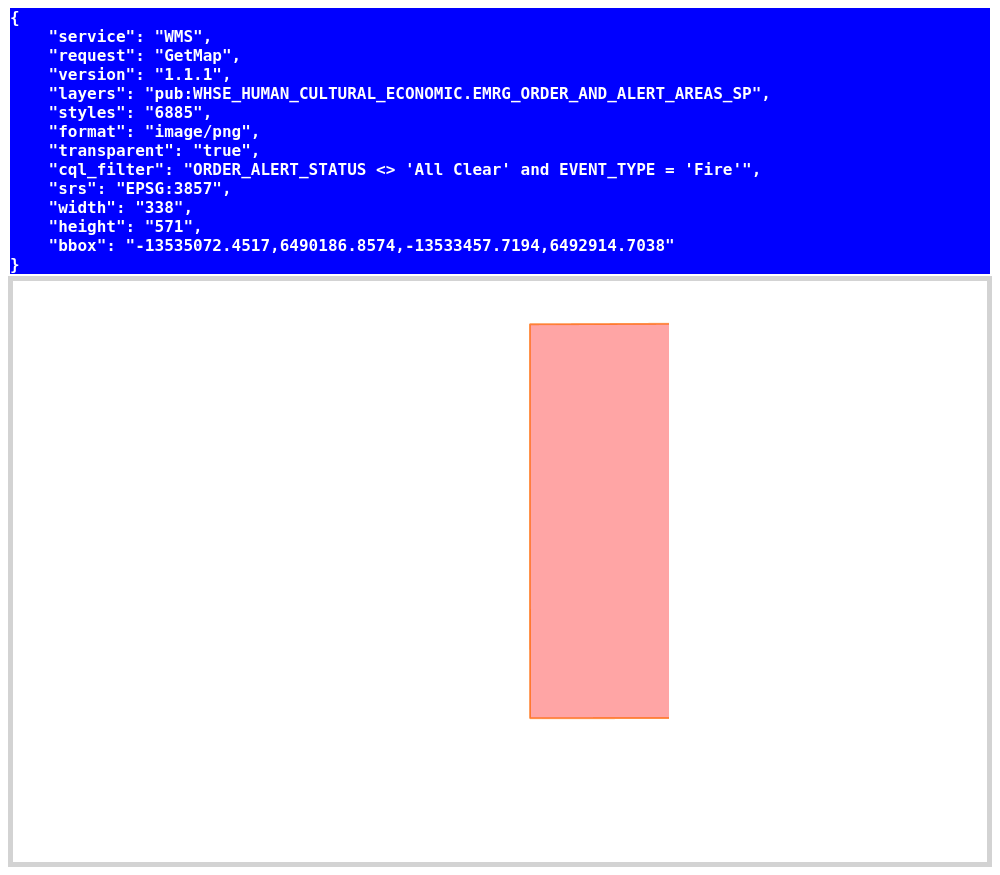 {
    "service": "WMS",
    "request": "GetMap",
    "version": "1.1.1",
    "layers": "pub:WHSE_HUMAN_CULTURAL_ECONOMIC.EMRG_ORDER_AND_ALERT_AREAS_SP",
    "styles": "6885",
    "format": "image/png",
    "transparent": "true",
    "cql_filter": "ORDER_ALERT_STATUS <> 'All Clear' and EVENT_TYPE = 'Fire'",
    "srs": "EPSG:3857",
    "width": "338",
    "height": "571",
    "bbox": "-13535072.4517,6490186.8574,-13533457.7194,6492914.7038"
}